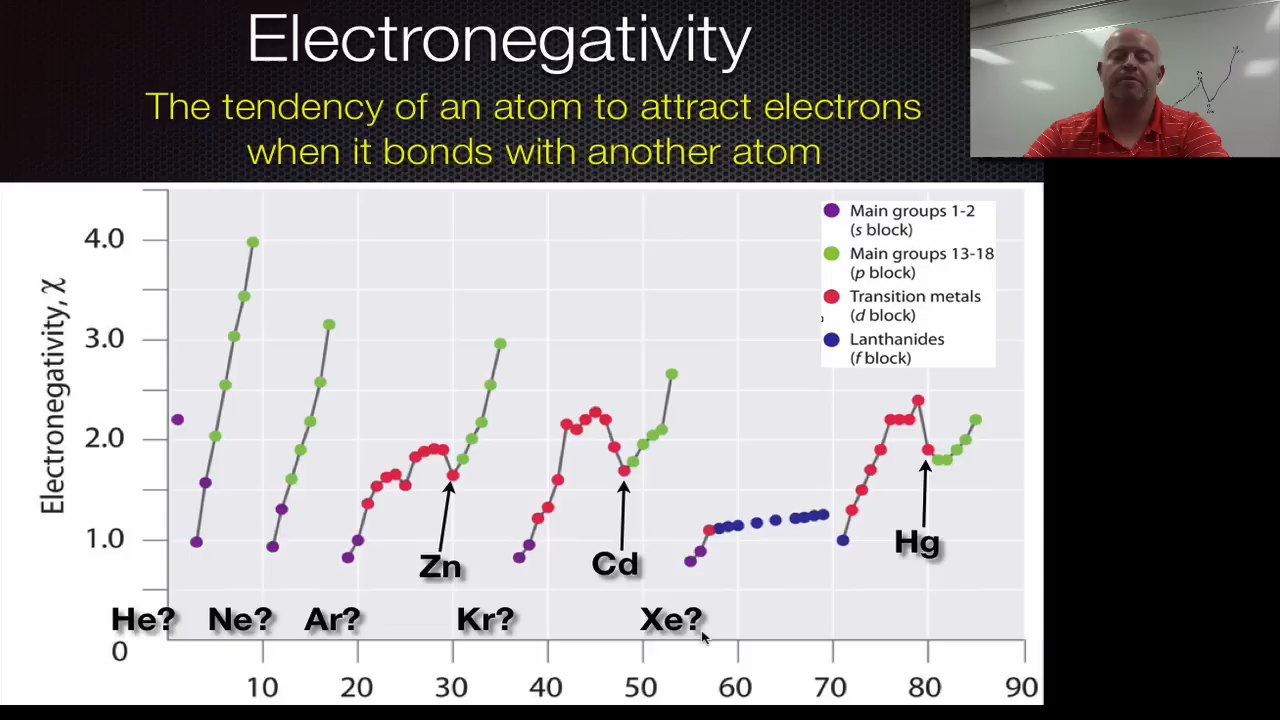 Electronegativity
The tendency of an atom to attract electrons
when it bonds with another atom
Main groups 1-2
(s block)
Main groups 13-18
(p block)
Transition metals
(d block)
Lanthanides
(f block)
Electronegativity, χ
4.0
3.0
2.0
1.0
0
Zn
Cd
Hg
He?
Ne?
Ar?
Kr?
Xe?
10
20
30
40
50
60
70
80
90